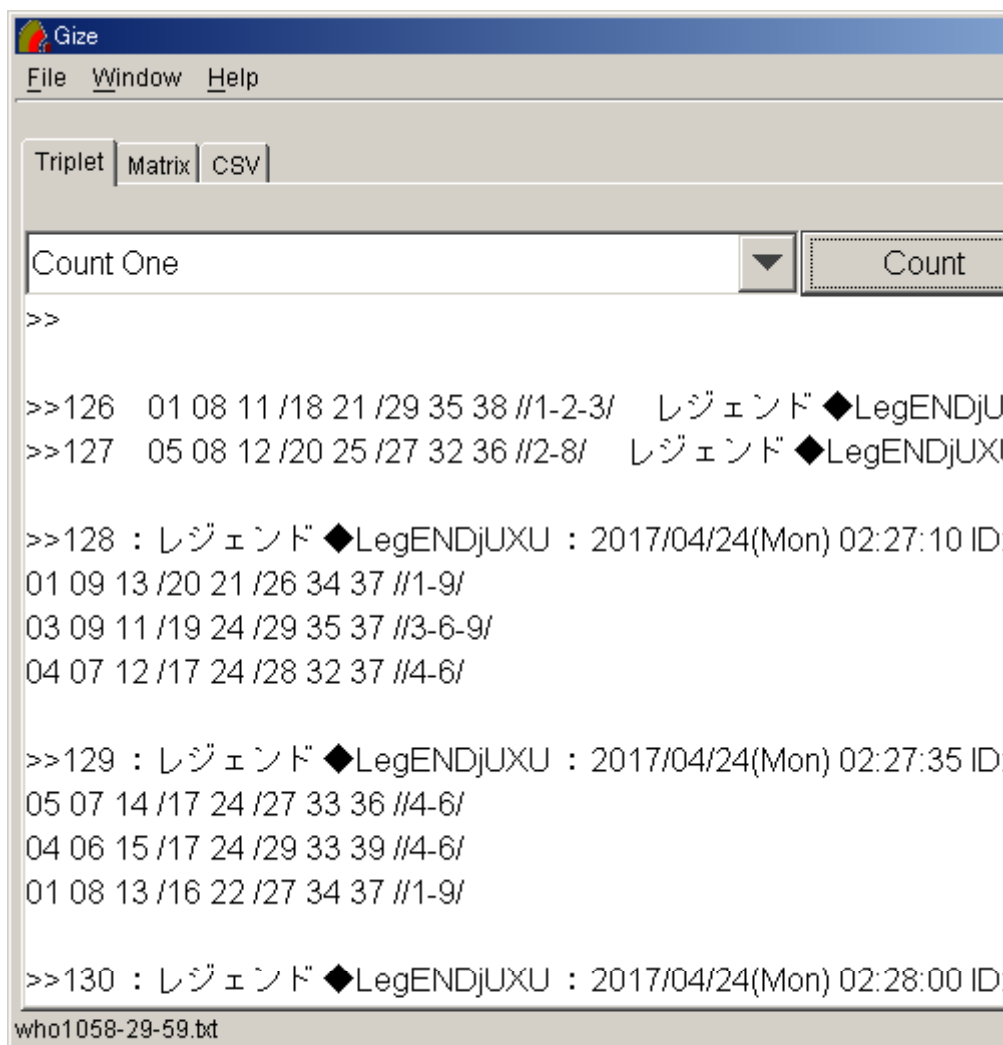 Gize
File Window Help
Triplet Matrix CSV
Count One Count
>>
>>126 01 08 11 /18 21 /29 35 38 //1-2-3/ レジェンド ◆LegENDjU
>>127 05 08 12 /20 25 /27 32 36 //2-8/ レジェンド ◆LegENDjUXU
>>128 : レジェンド ◆LegENDjUXU : 2017/04/24(Mon) 02:27:10 ID:
01 09 13 /20 21 /26 34 37 //1-9/
03 09 11 /19 24 /29 35 37 //3-6-9/
04 07 12 /17 24 /28 32 37 //4-6/
>>129 : レジェンド ◆LegENDjUXU : 2017/04/24(Mon) 02:27:35 ID:
05 07 14 /17 24 /27 33 36 //4-6/
04 06 15 /17 24 /29 33 39 //4-6/
01 08 13 /16 22 /27 34 37 //1-9/
>>130 : レジェンド ◆LegENDjUXU : 2017/04/24(Mon) 02:28:00 ID:
who1058-29-59.txt